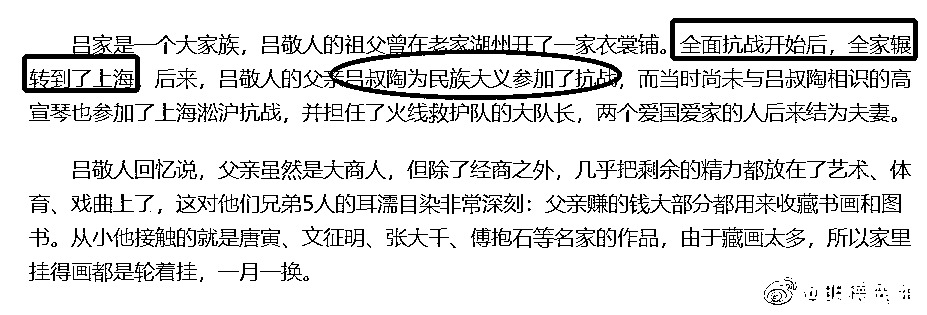 吕家是一个大家族，吕敬人的祖父曾在老家湖州开了一家衣裳铺。全面抗战开始后，全家辗
转到了上海。后来，吕敬人的父亲吕叔陶为民族大义参加了抗战，而当时尚未与吕叔陶相识的高
宣琴也参加了上海淞沪抗战，并担任了火线救护队的大队长，两个爱国爱家的人后来结为夫妻。
吕敬人回忆说，父亲虽然是大商人，但除了经商之外，几乎把剩余的精力都放在了艺术、体
育、戏曲上了，这对他们兄弟5人的耳濡目染非常深刻：父亲赚的钱大部分都用来收藏书画和图
书。从小他接触的就是唐寅、文征明、张大千、傅抱石等名家的作品，由于藏画太多，所以家里
挂得画都是轮着挂，一月一换。